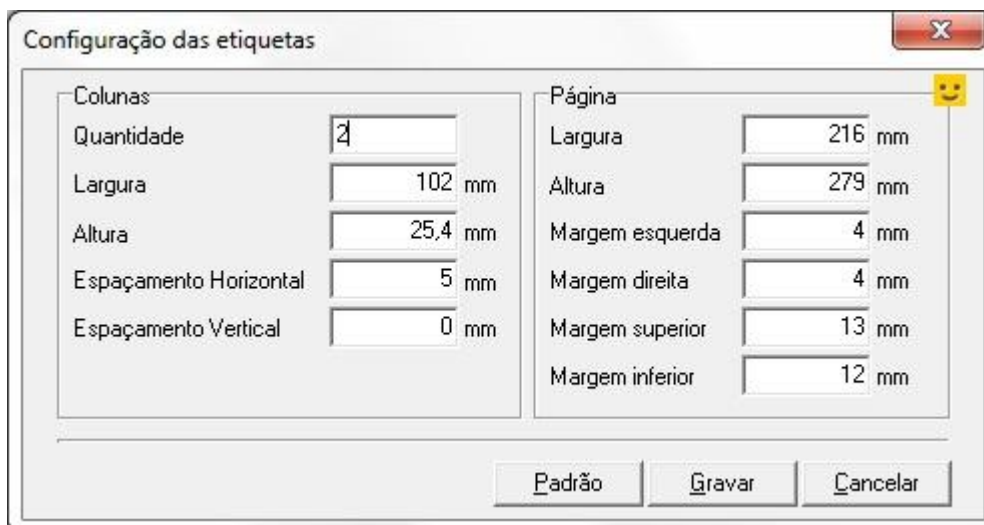 Configuração das etiquetas
Colunas
Quantidade 2
Largura 102 mm
Altura 25,4 mm
Espaçamento Horizontal 5 mm
Espaçamento Vertical 0 mm
Página
Largura 216 mm
Altura 279 mm
Margem esquerda 4 mm
Margem direita 4 mm
Margem superior 13 mm
Margem inferior 12 mm
Padrão Gravar Cancelar